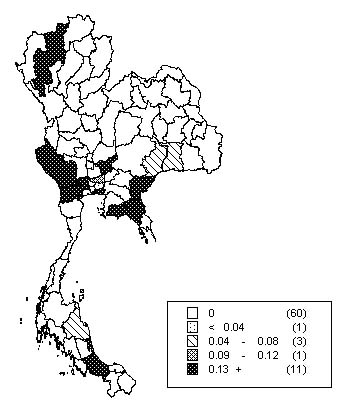 0 (60)
< 0.04 (1)
0.04 - 0.08 (3)
0.09 - 0.12 (1)
0.13 + (11)